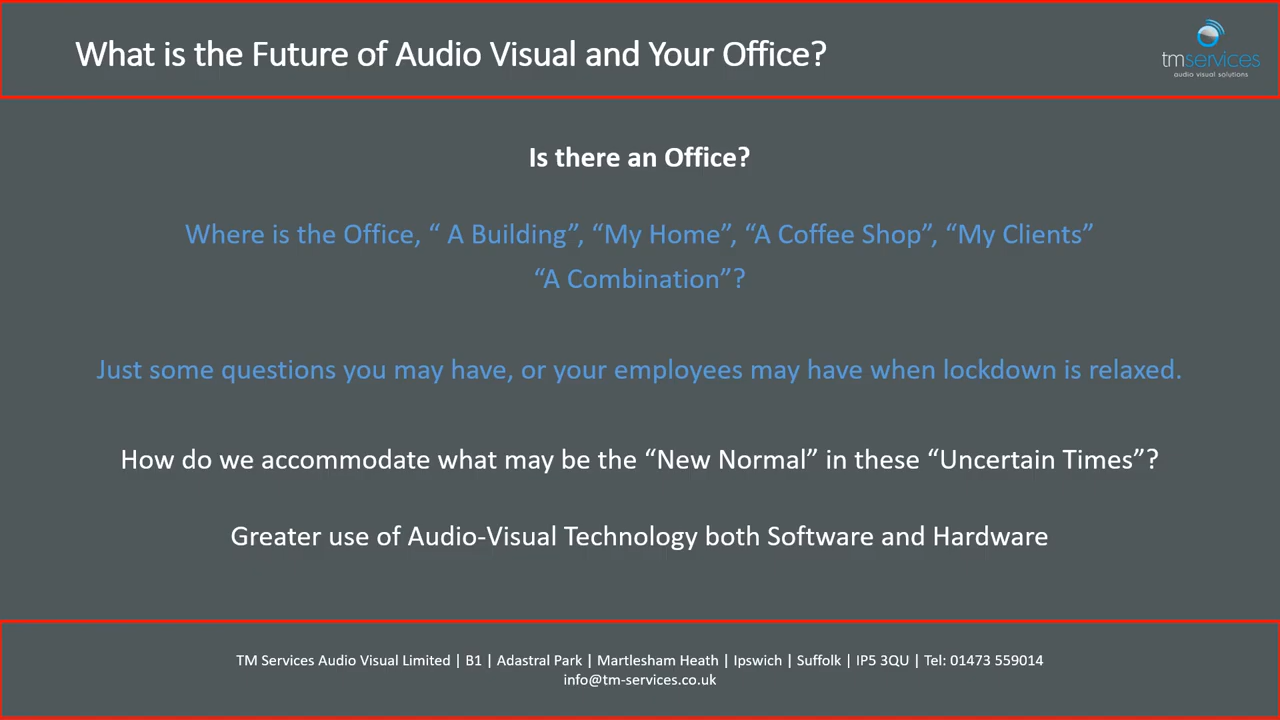 What is the Future of Audio Visual and Your Office?
tmservices
audio visual solutions
Is there an Office?
Where is the Office, “ A Building”, “My Home”, “A Coffee Shop”, “My Clients”
“A Combination”?
Just some questions you may have, or your employees may have when lockdown is relaxed.
How do we accommodate what may be the “New Normal” in these “Uncertain Times”?
Greater use of Audio-Visual Technology both Software and Hardware
TM Services Audio Visual Limited | B1 | Adastral Park | Martlesham Heath | Ipswich | Suffolk | IP5 3QU | Tel: 01473 559014
info@tm-services.co.uk